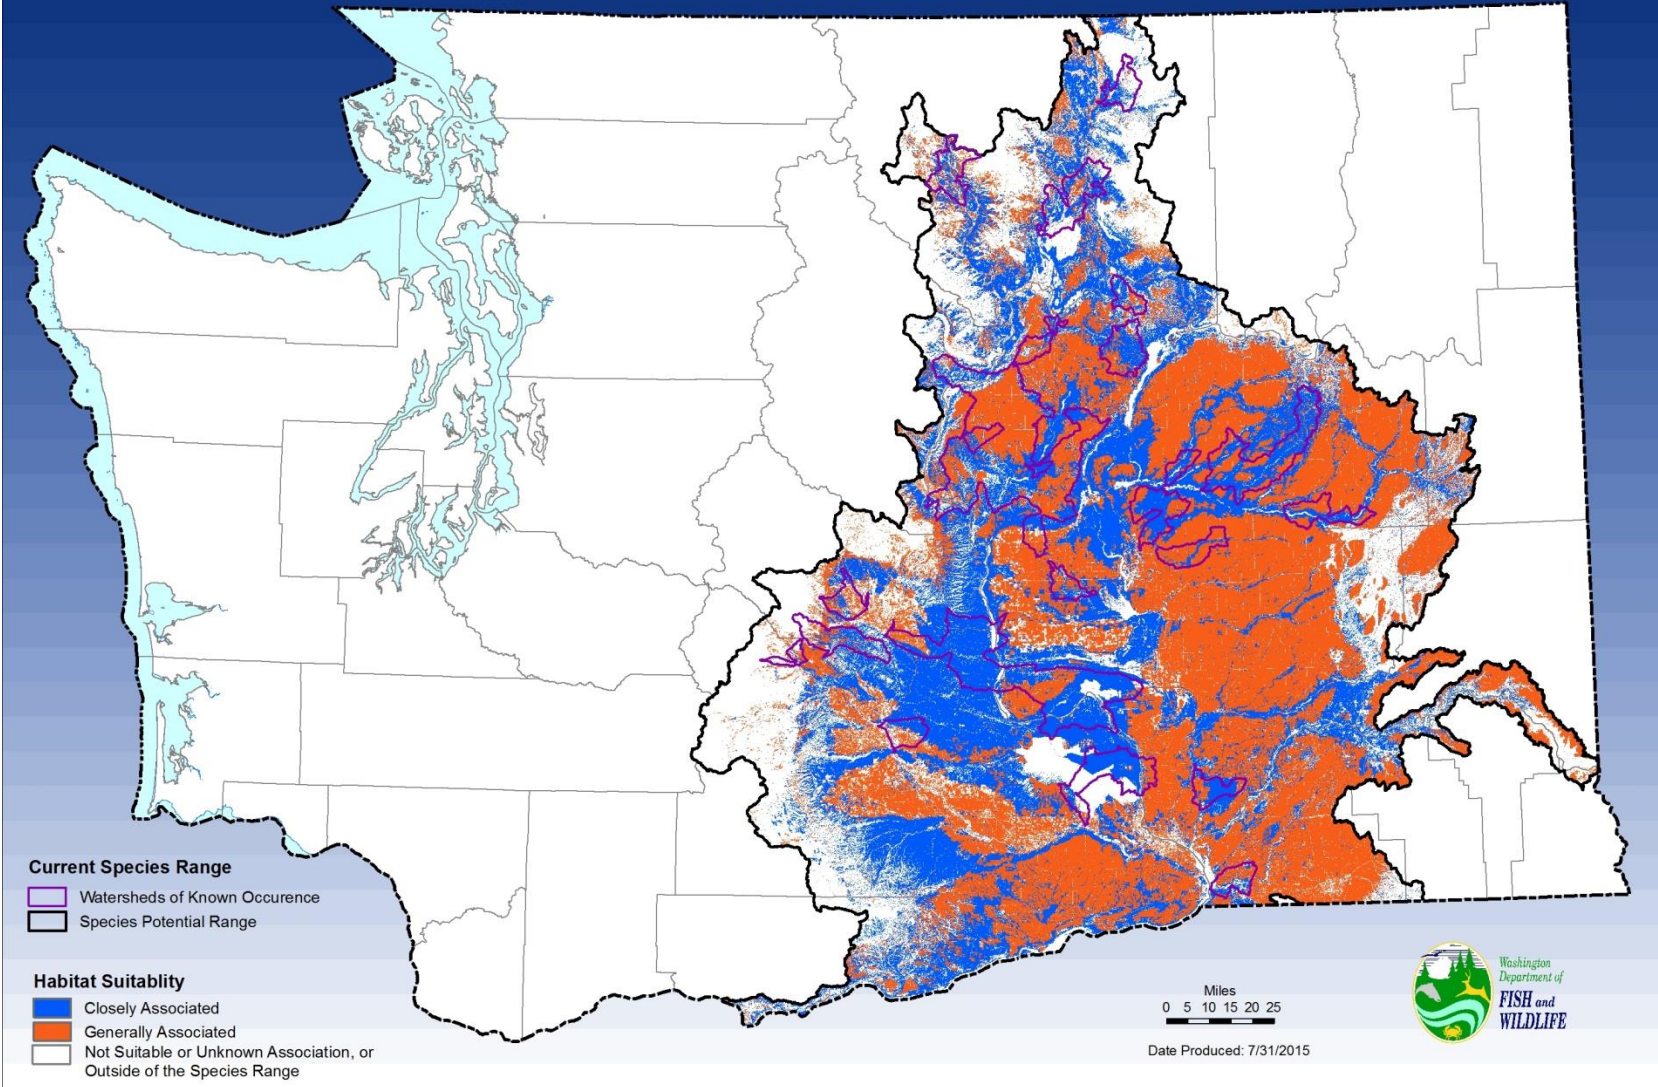 Current Species Range
Watersheds of Known Occurence
Species Potential Range
Habitat Suitablity
Closely Associated
Generally Associated
Not Suitable or Unknown Association, or
Outside of the Species Range
Miles
0 5 10 15 20 25
Date Produced: 7/31/2015
Washington
Department of
FISH and
WILDLIFE